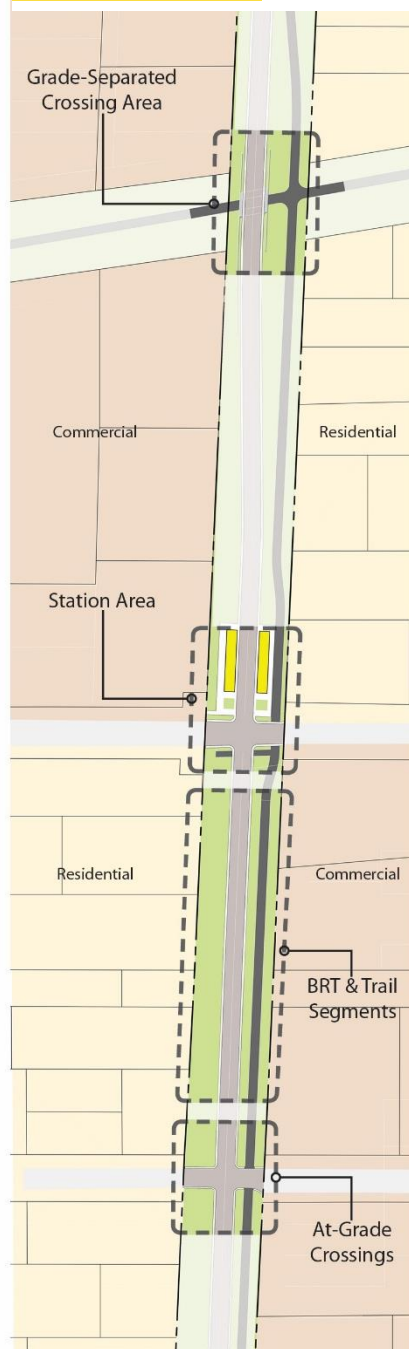 Grade-Separated
Crossing Area
Commercial
Residential
Station Area
Residential
Commercial
BRT & Trail
Segments
At-Grade
Crossings